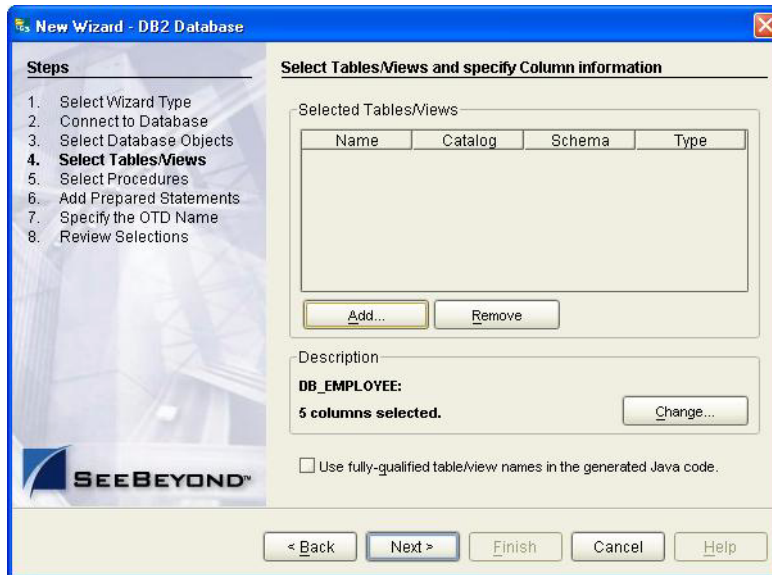 New Wizard - DB2 Database
Steps
1. Select Wizard Type
2. Connect to Database
3. Select Database Objects
4. Select Tables/Views
5. Select Procedures
6. Add Prepared Statements
7. Specify the OTD Name
8. Review Selections
SEEBEYOND™
Select Tables/Views and specify Column information
Selected Tables/Views
Name Catalog Schema Type
Add... Remove
Description
DB_EMPLOYEE:
5 columns selected.
Change...
Use fully-qualified table/view names in the generated Java code.
< Back Next > Finish Cancel Help